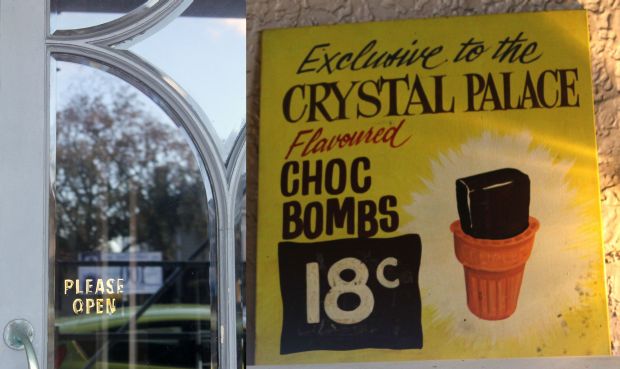 PLEASE
OPEN
Exclusive to the
CRYSTAL PALACE
Flavoured
CHOC
BOMBS
18c